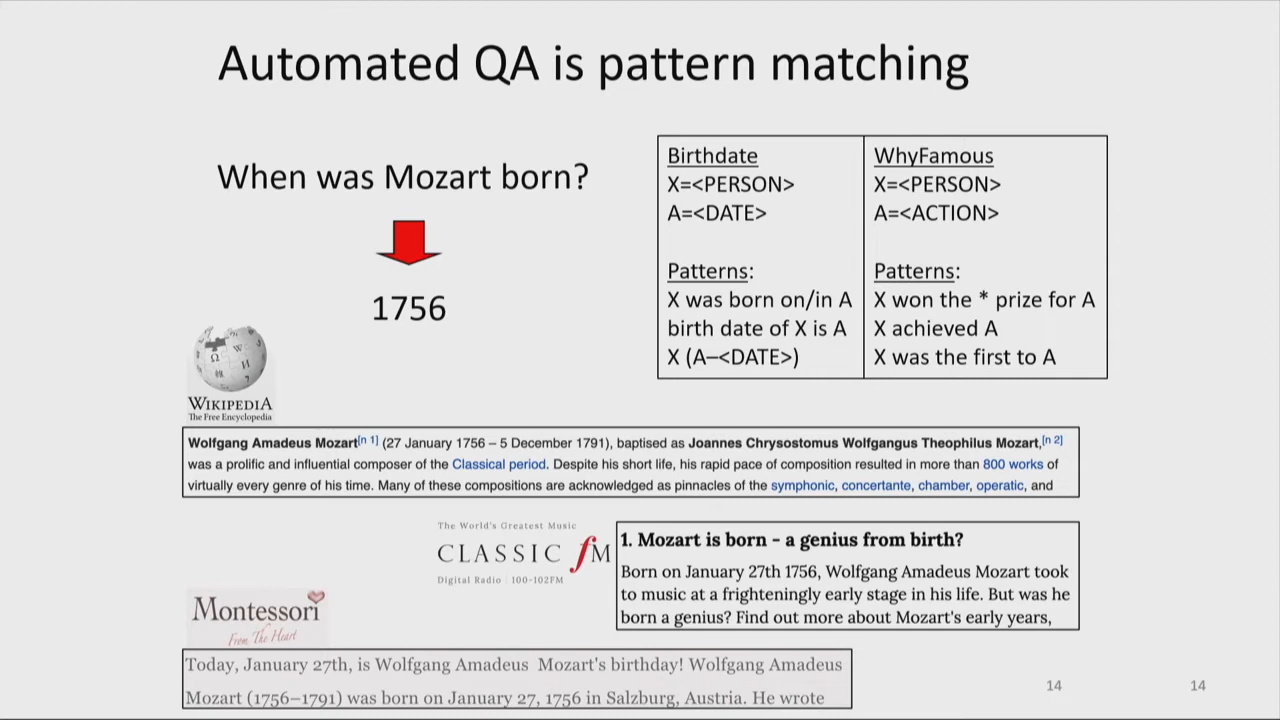 Automated QA is pattern matching
When was Mozart born?
1756
Birthdate
X=<PERSON>
A=<DATE>
Patterns:
X was born on/in A
birth date of X is A
X (A–<DATE>)
WhyFamous
X=<PERSON>
A=<ACTION>
Patterns:
X won the * prize for A
X achieved A
X was the first to A
WIKIPEDIA
The Free Encyclopedia
Wolfgang Amadeus Mozart[n 1] (27 January 1756 – 5 December 1791), baptised as Joannes Chrysostomus Wolfgangus Theophilus Mozart,[n 2]
was a prolific and influential composer of the Classical period. Despite his short life, his rapid pace of composition resulted in more than 800 works of
virtually every genre of his time. Many of these compositions are acknowledged as pinnacles of the symphonic, concertante, chamber, operatic, and
The World's Greatest Music
CLASSIC fM
Digital Radio | 100-102FM
1. Mozart is born - a genius from birth?
Born on January 27th 1756, Wolfgang Amadeus Mozart took
to music at a frighteningly early stage in his life. But was he
born a genius? Find out more about Mozart's early years,
Montessori
From The Heart
Today, January 27th, is Wolfgang Amadeus Mozart's birthday! Wolfgang Amadeus
Mozart (1756–1791) was born on January 27, 1756 in Salzburg, Austria. He wrote
14
14